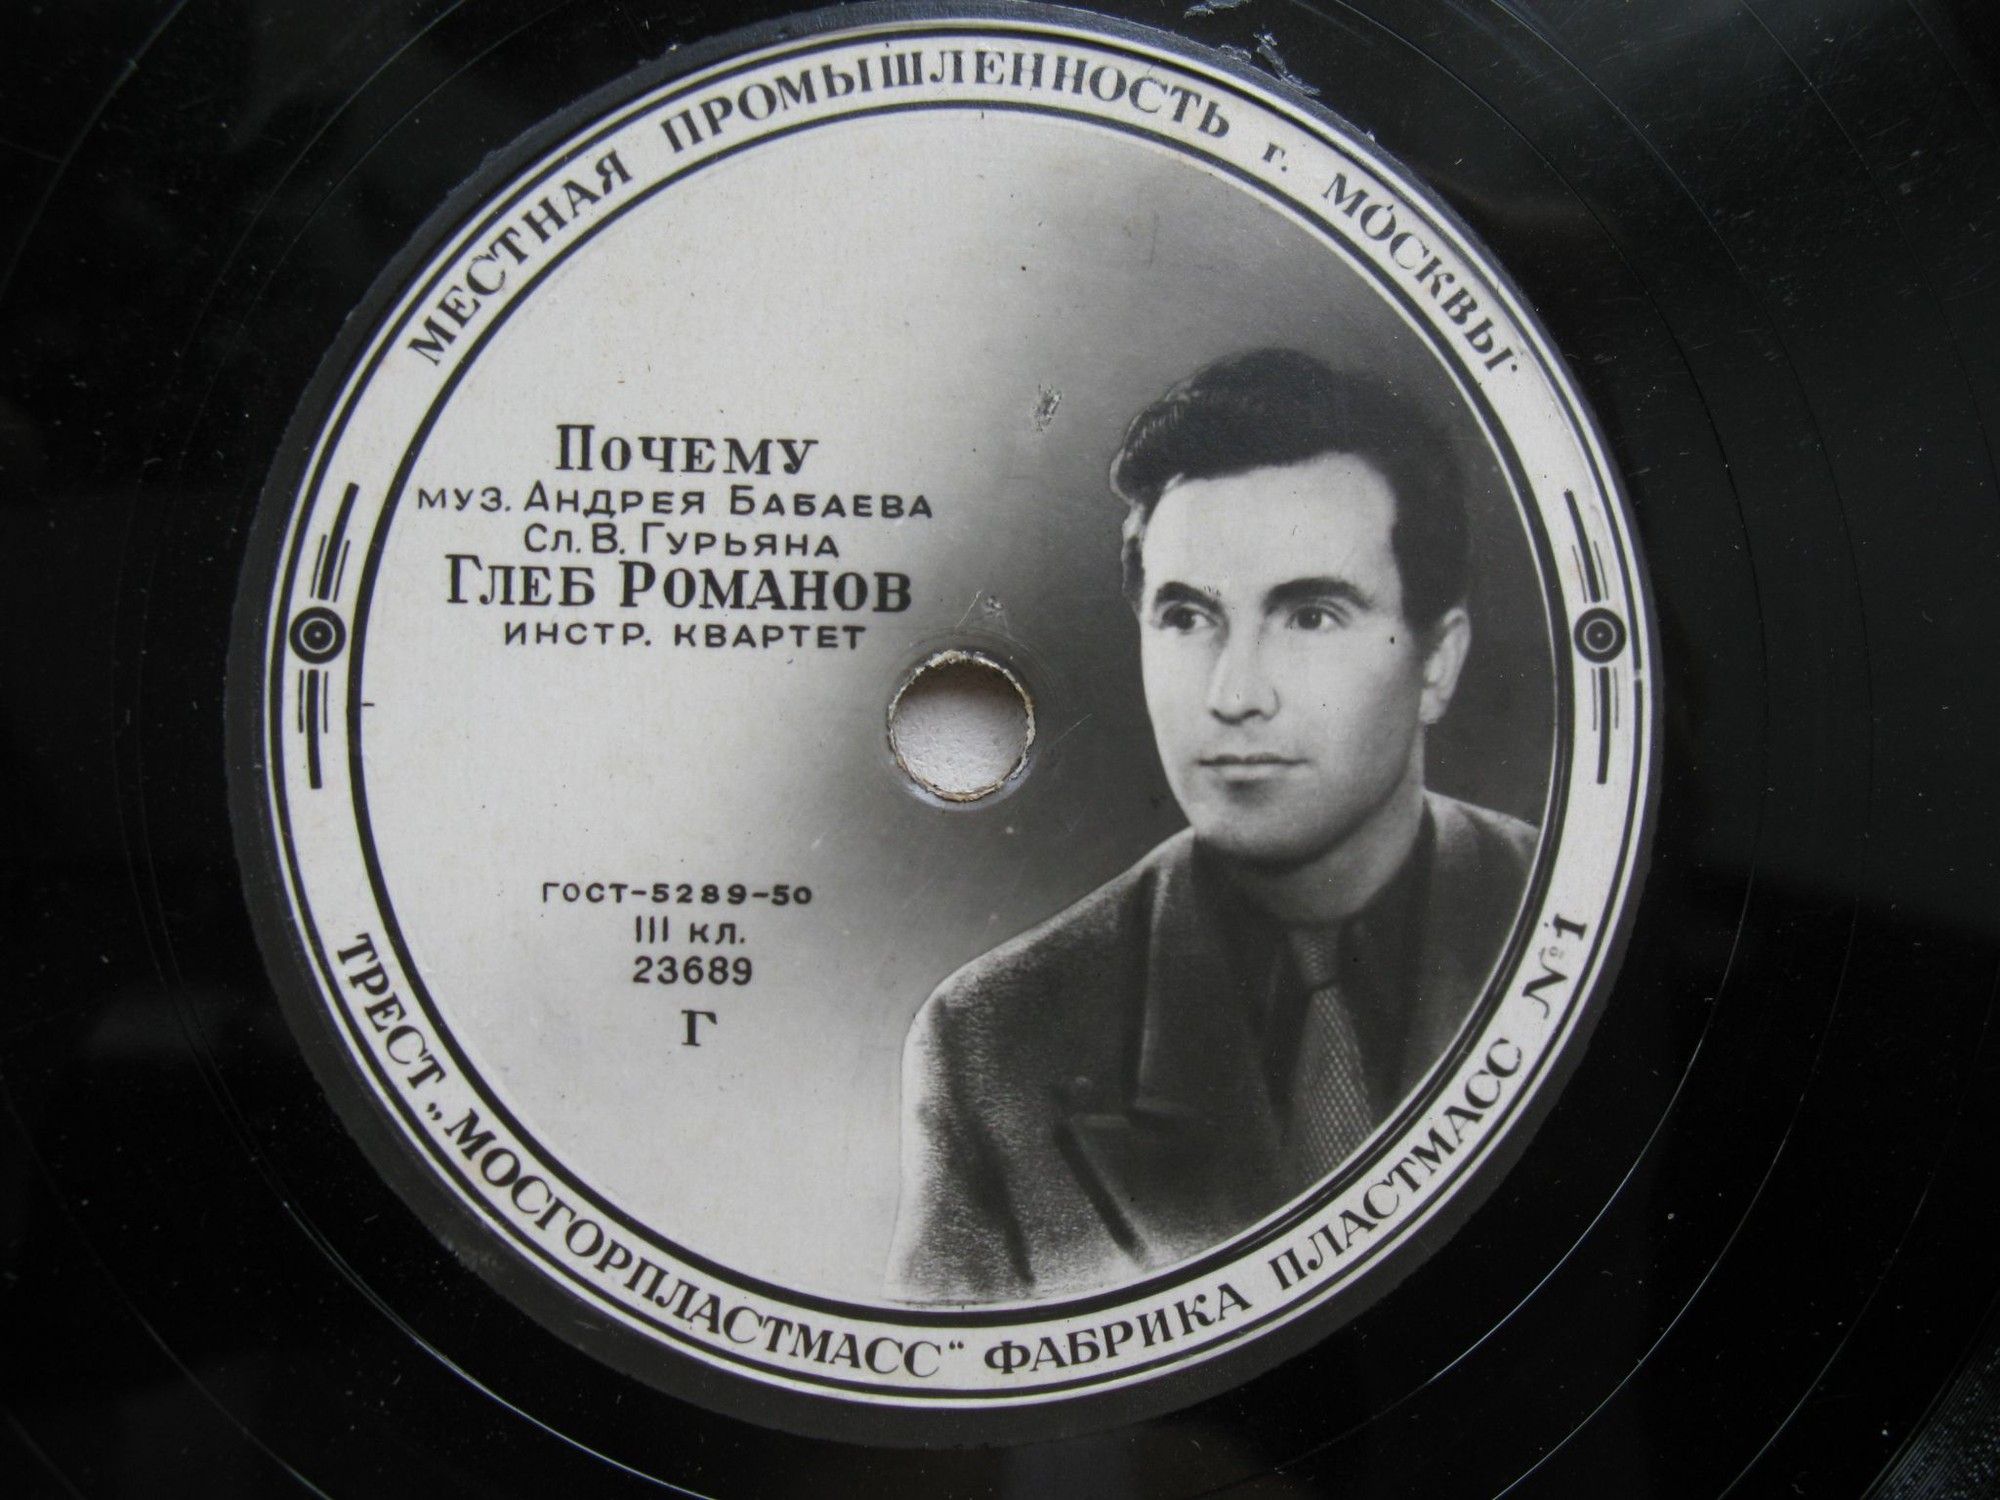 МЕСТНАЯ ПРОМЫШЛЕННОСТЬ г. МОСКВЫ.
ПОЧЕМУ
МУЗ. АНДРЕЯ БАБАЕВА
СЛ. В. ГУРЬЯНА
ГЛЕБ РОМАНОВ
ИНСТР. КВАРТЕТ
ГОСТ-5289-50
III КЛ.
23689
Г
ТРЕСТ „МОСГОРПЛАСТМАСС“ ФАБРИКА ПЛАСТМАСС №1